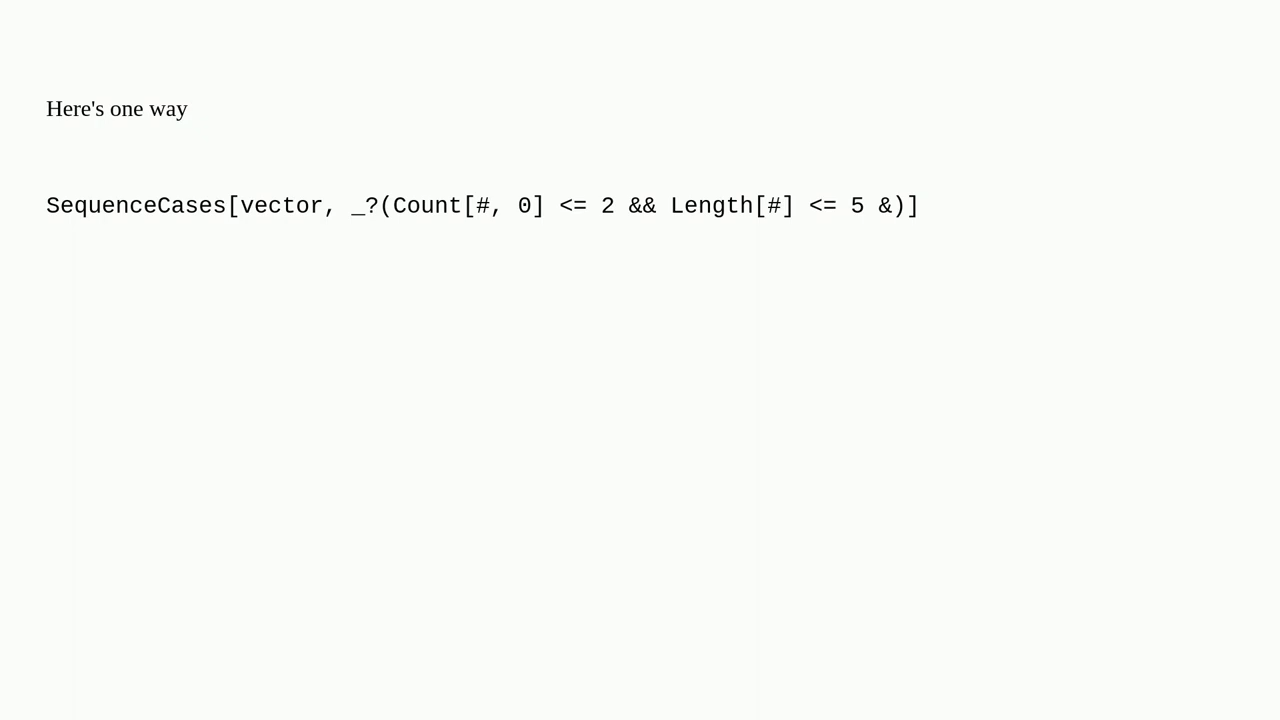 Here's one way
SequenceCases[vector, _?(Count[#, 0] <= 2 && Length[#] <= 5 &)]